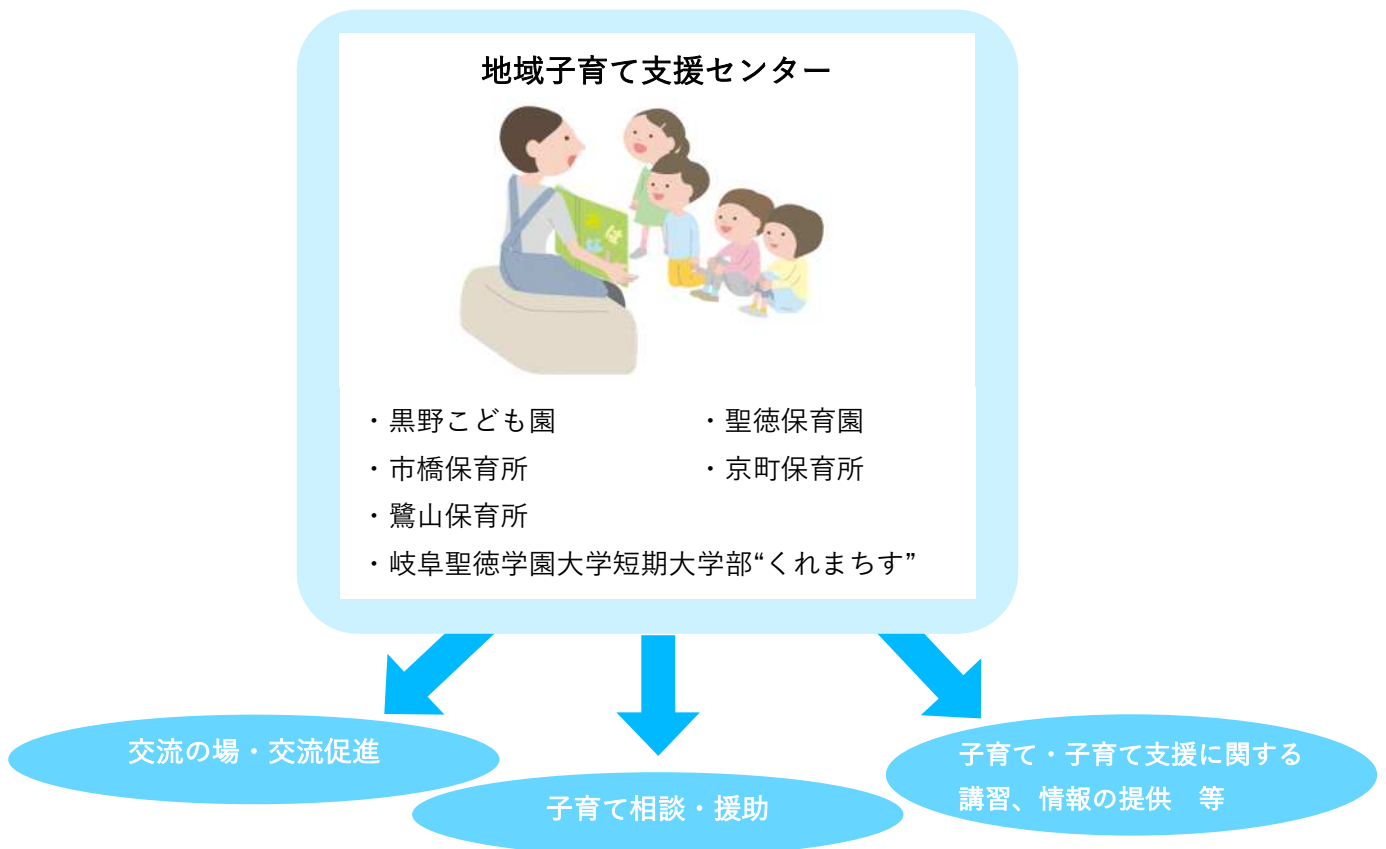 地域子育て支援センター
・黒野こども園
・聖徳保育園
・市橋保育所
・京町保育所
・鷺山保育所
・岐阜聖徳学園大学短期大学部“くれまちす”
交流の場・交流促進
子育て相談・援助
子育て・子育て支援に関する
講習、情報の提供　等